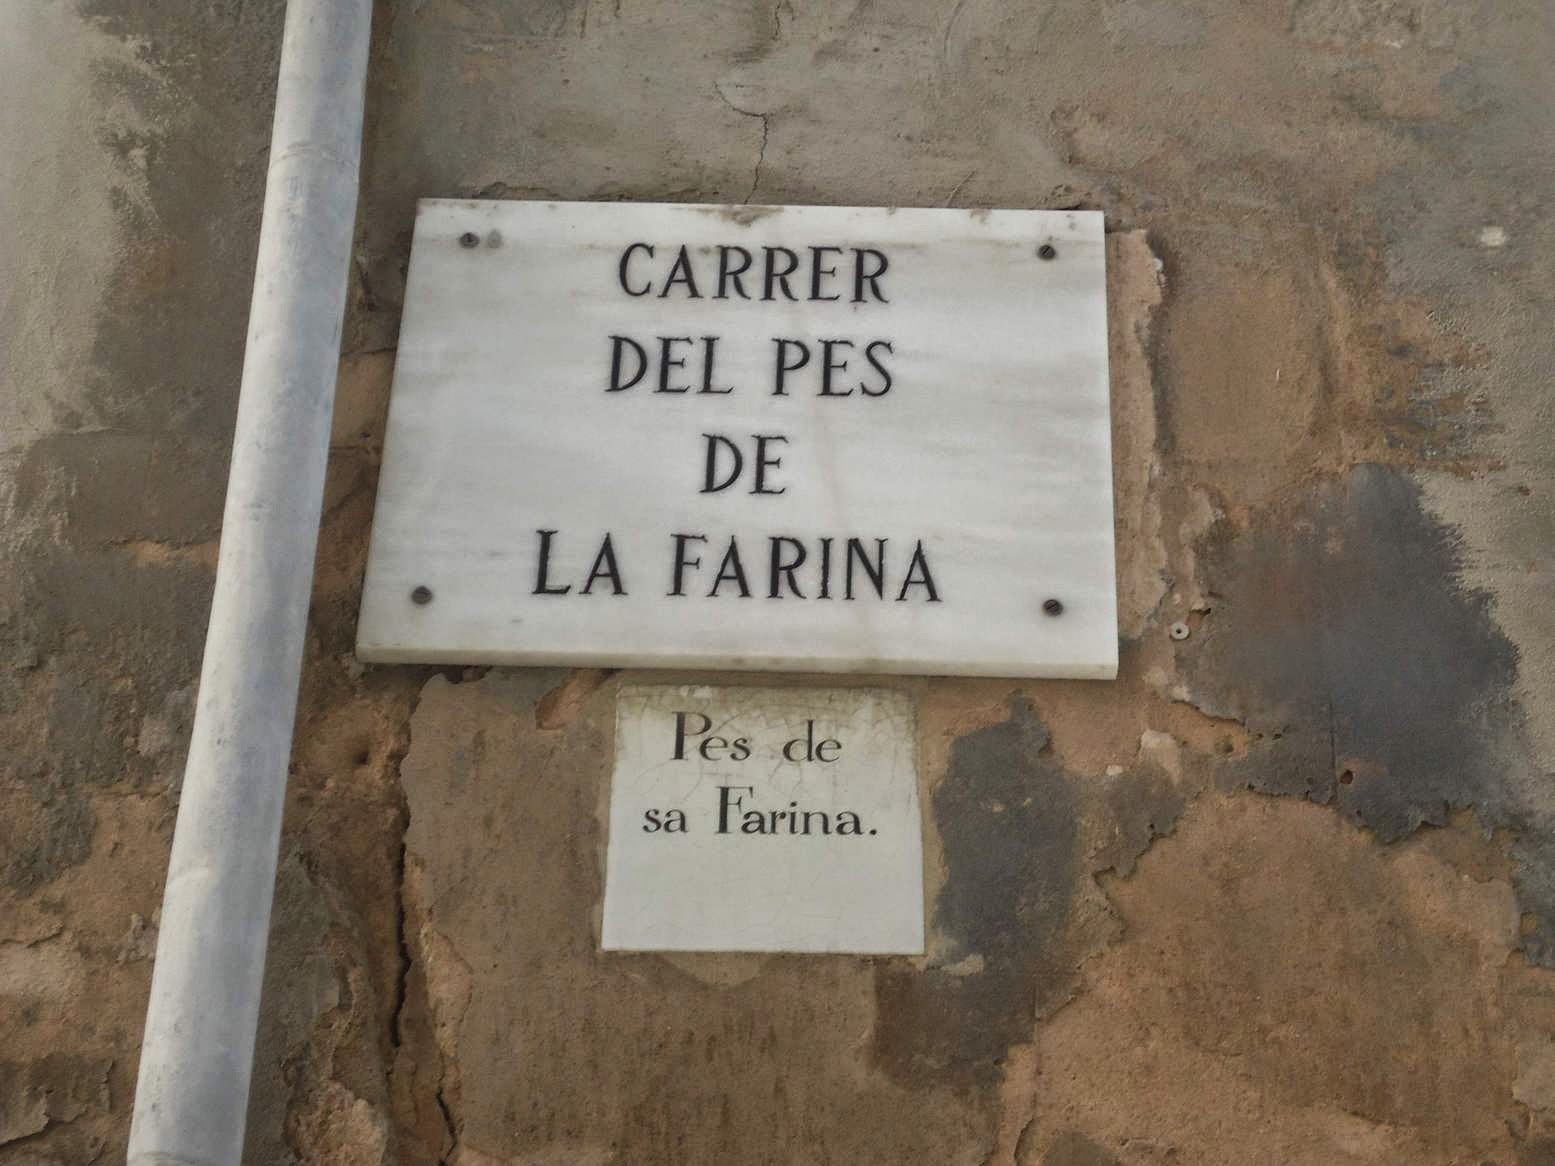 CARRER
DEL PES
DE
LA FARINA
Pes de
sa Farina.